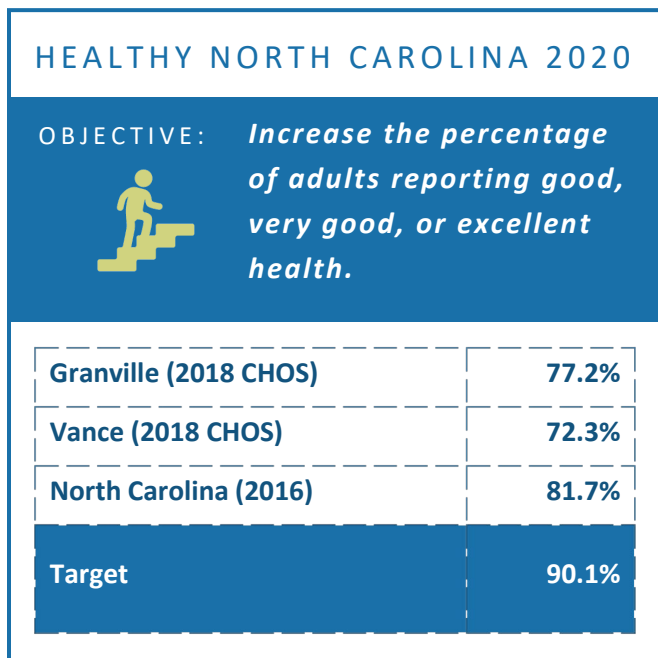 HEALTHY NORTH CAROLINA 2020
OBJECTIVE: Increase the percentage
of adults reporting good,
very good, or excellent
health.
Granville (2018 CHOS) 77.2%
Vance (2018 CHOS) 72.3%
North Carolina (2016) 81.7%
Target 90.1%